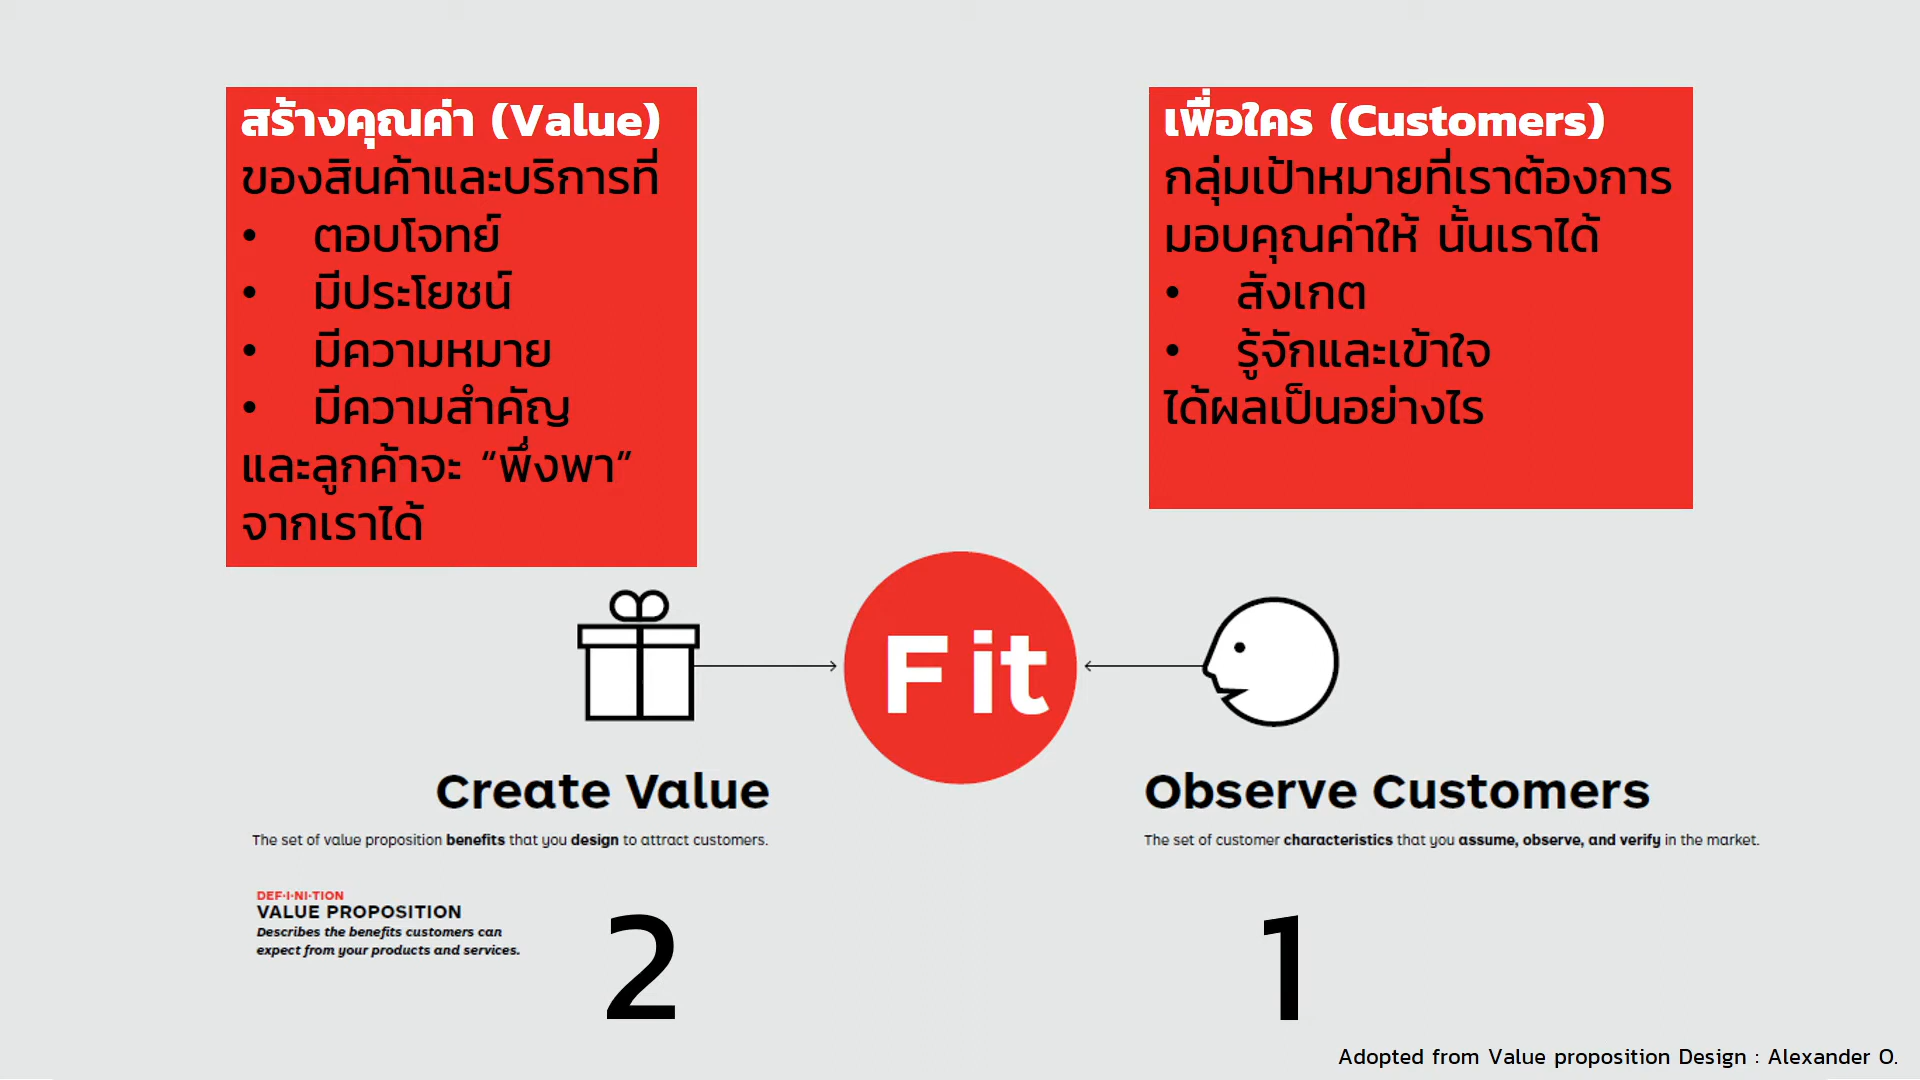 สร้างคุณค่า (Value)
ของสินค้าและบริการที่
• ตอบโจทย์
• มีประโยชน์
• มีความหมาย
• มีความสำคัญ
และลูกค้าจะ “พึ่งพา”
จากเราได้
เพื่อใคร (Customers)
กลุ่มเป้าหมายที่เราต้องการ
มอบคุณค่าให้ นั้นเราได้
• สังเกต
• รู้จักและเข้าใจ
ได้ผลเป็นอย่างไร
Fit
Create Value
The set of value proposition benefits that you design to attract customers.
Observe Customers
The set of customer characteristics that you assume, observe, and verify in the market.
DEF·I·NI·TION
VALUE PROPOSITION
Describes the benefits customers can
expect from your products and services.
2
1
Adopted from Value proposition Design : Alexander O.